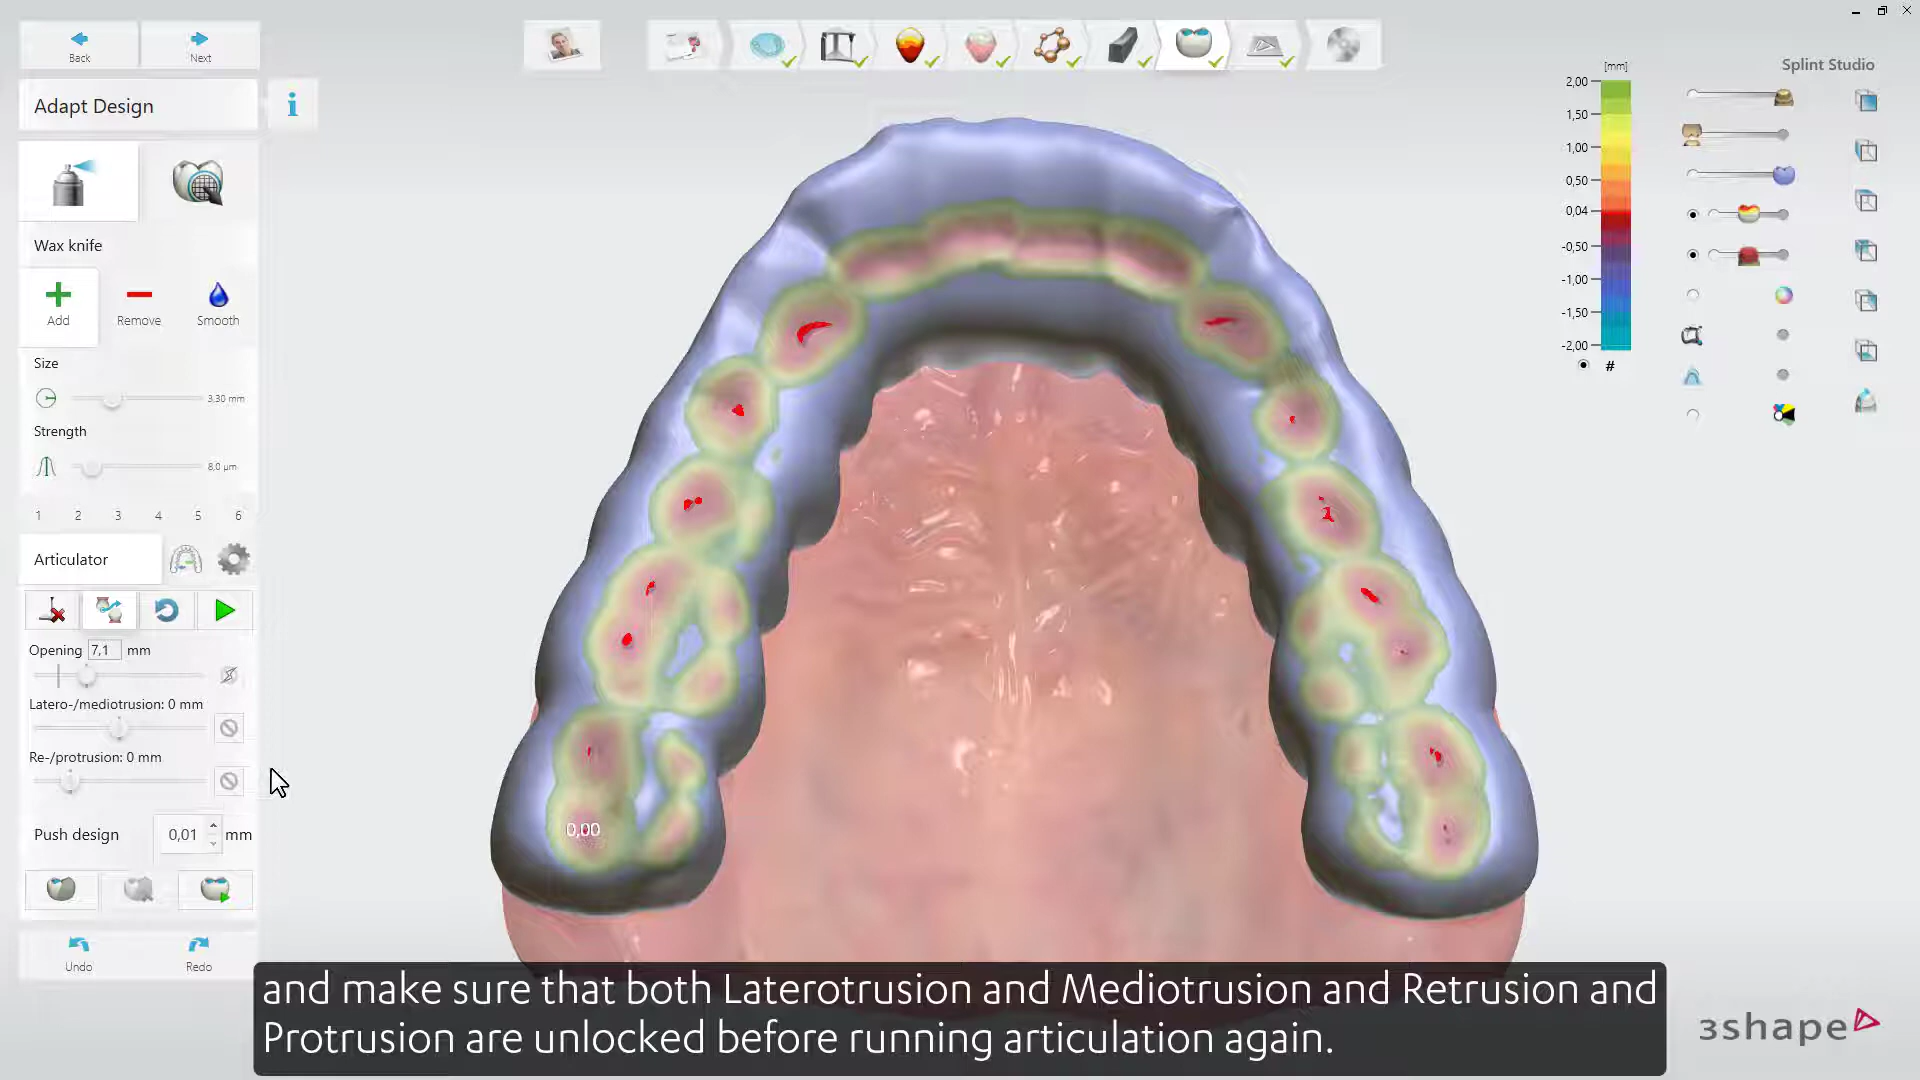 Back
Next
Adapt Design
i
Splint Studio
[mm]
2,00
1,50
1,00
0,50
0,04
-0,50
-1,00
-1,50
-2,00
#
Wax knife
Add
Remove
Smooth
Size
3,30 mm
Strength
8,0 µm
1 2 3 4 5 6
Articulator
Opening 7,1 mm
Latero-/mediotrusion: 0 mm
Re-/protrusion: 0 mm
Push design 0,01 mm
0,00
Undo
Redo
and make sure that both Laterotrusion and Mediotrusion and Retrusion and
Protrusion are unlocked before running articulation again.
3shape